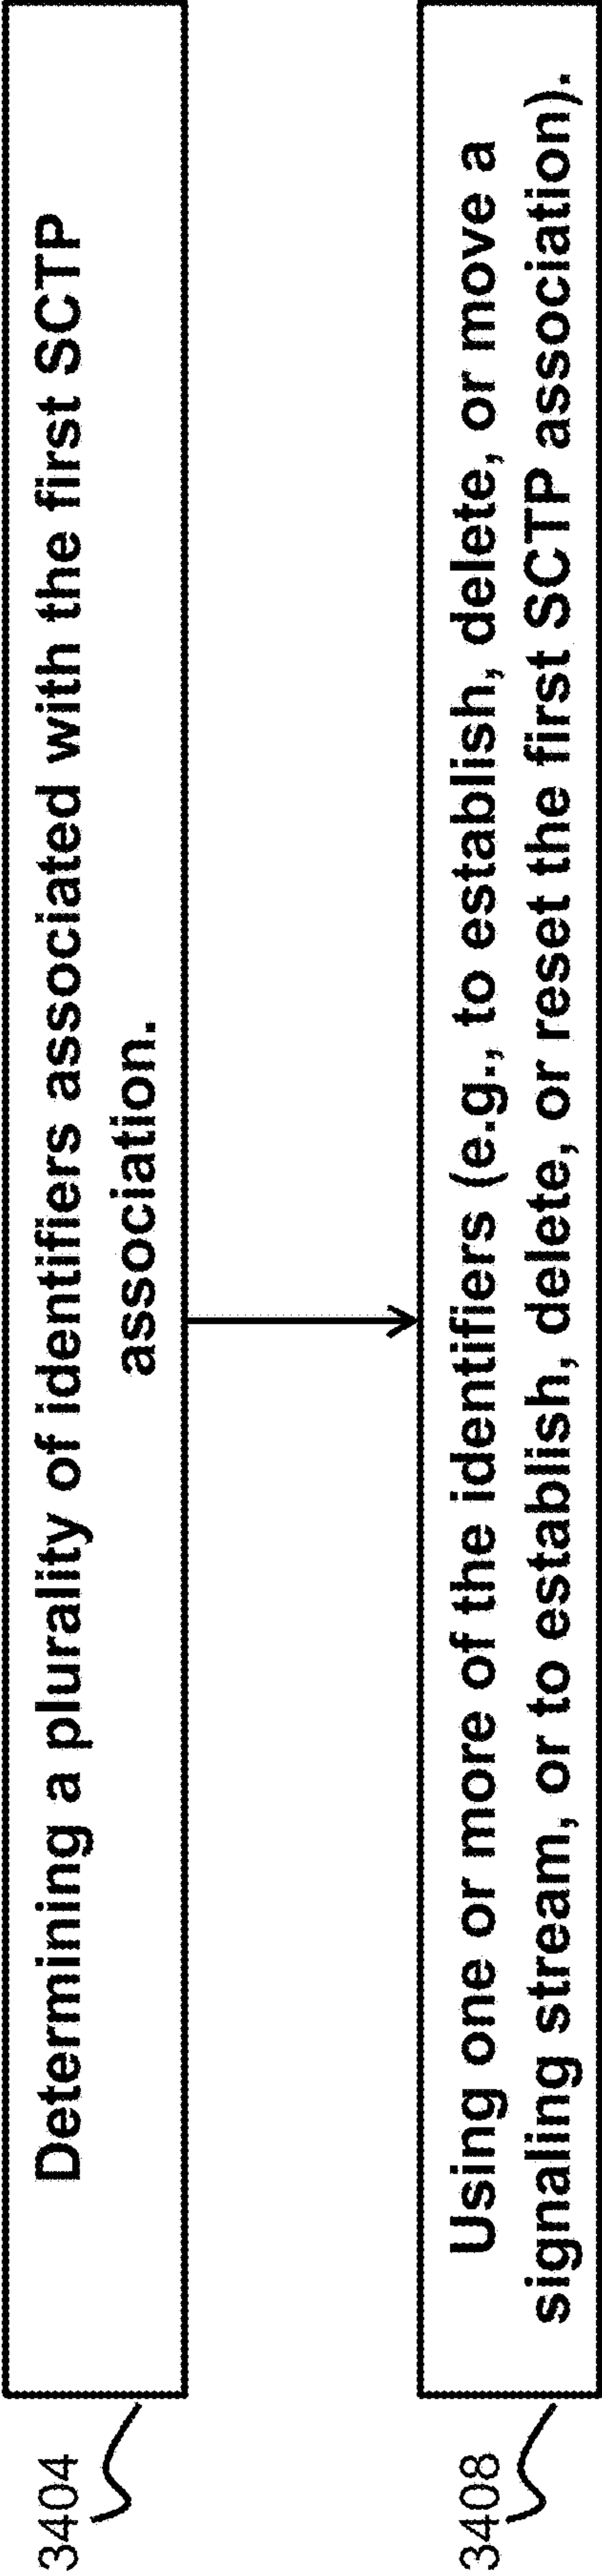 3404
Determining a plurality of identifiers associated with the first SCTP
association.
3408
Using one or more of the identifiers (e.g., to establish, delete, or move a
signaling stream, or to establish, delete, or reset the first SCTP association).